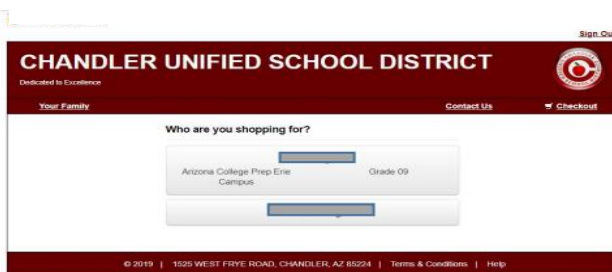 Sign Ou
CHANDLER UNIFIED SCHOOL DISTRICT
Dedicated to Excellence
Your Family
Contact Us
Checkout
Who are you shopping for?
Arizona College Prep Erie
Campus
Grade 09
© 2019 | 1525 WEST FRYE ROAD, CHANDLER, AZ 85224 | Terms & Conditions | Help